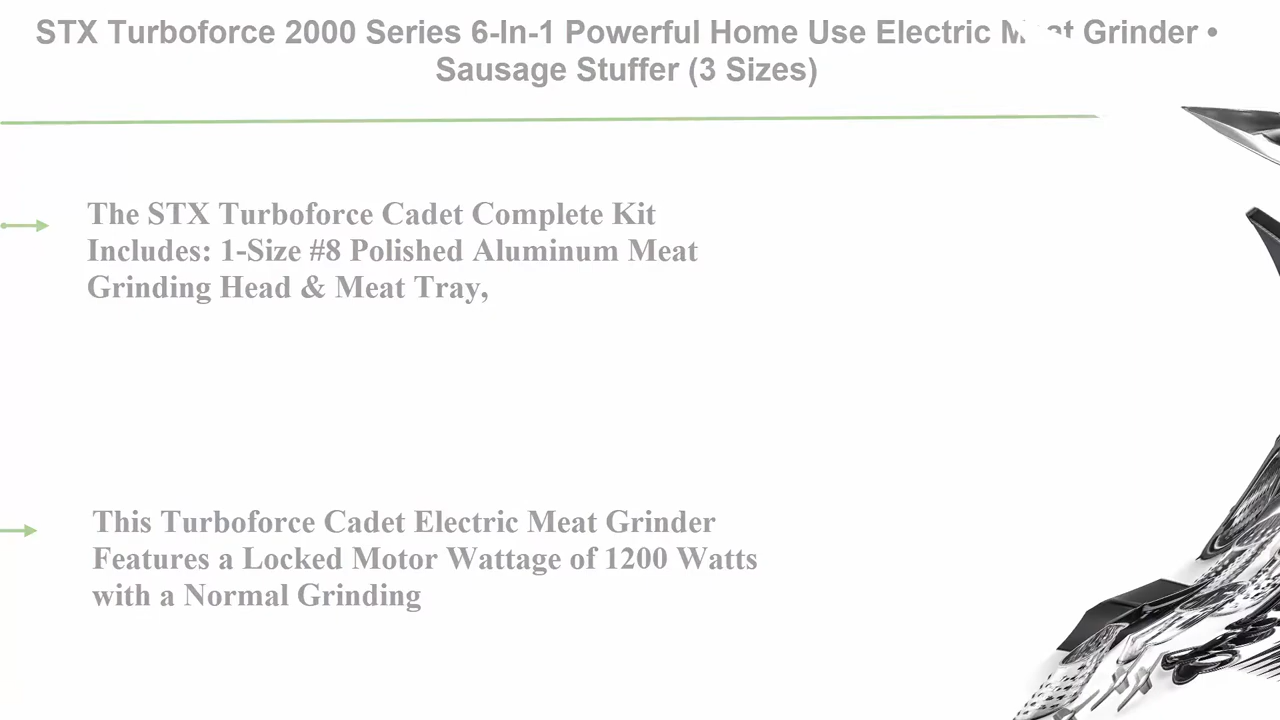 STX Turboforce 2000 Series 6-In-1 Powerful Home Use Electric Meat Grinder •
Sausage Stuffer (3 Sizes)
The STX Turboforce Cadet Complete Kit
Includes: 1-Size #8 Polished Aluminum Meat
Grinding Head & Meat Tray,
This Turboforce Cadet Electric Meat Grinder
Features a Locked Motor Wattage of 1200 Watts
with a Normal Grinding